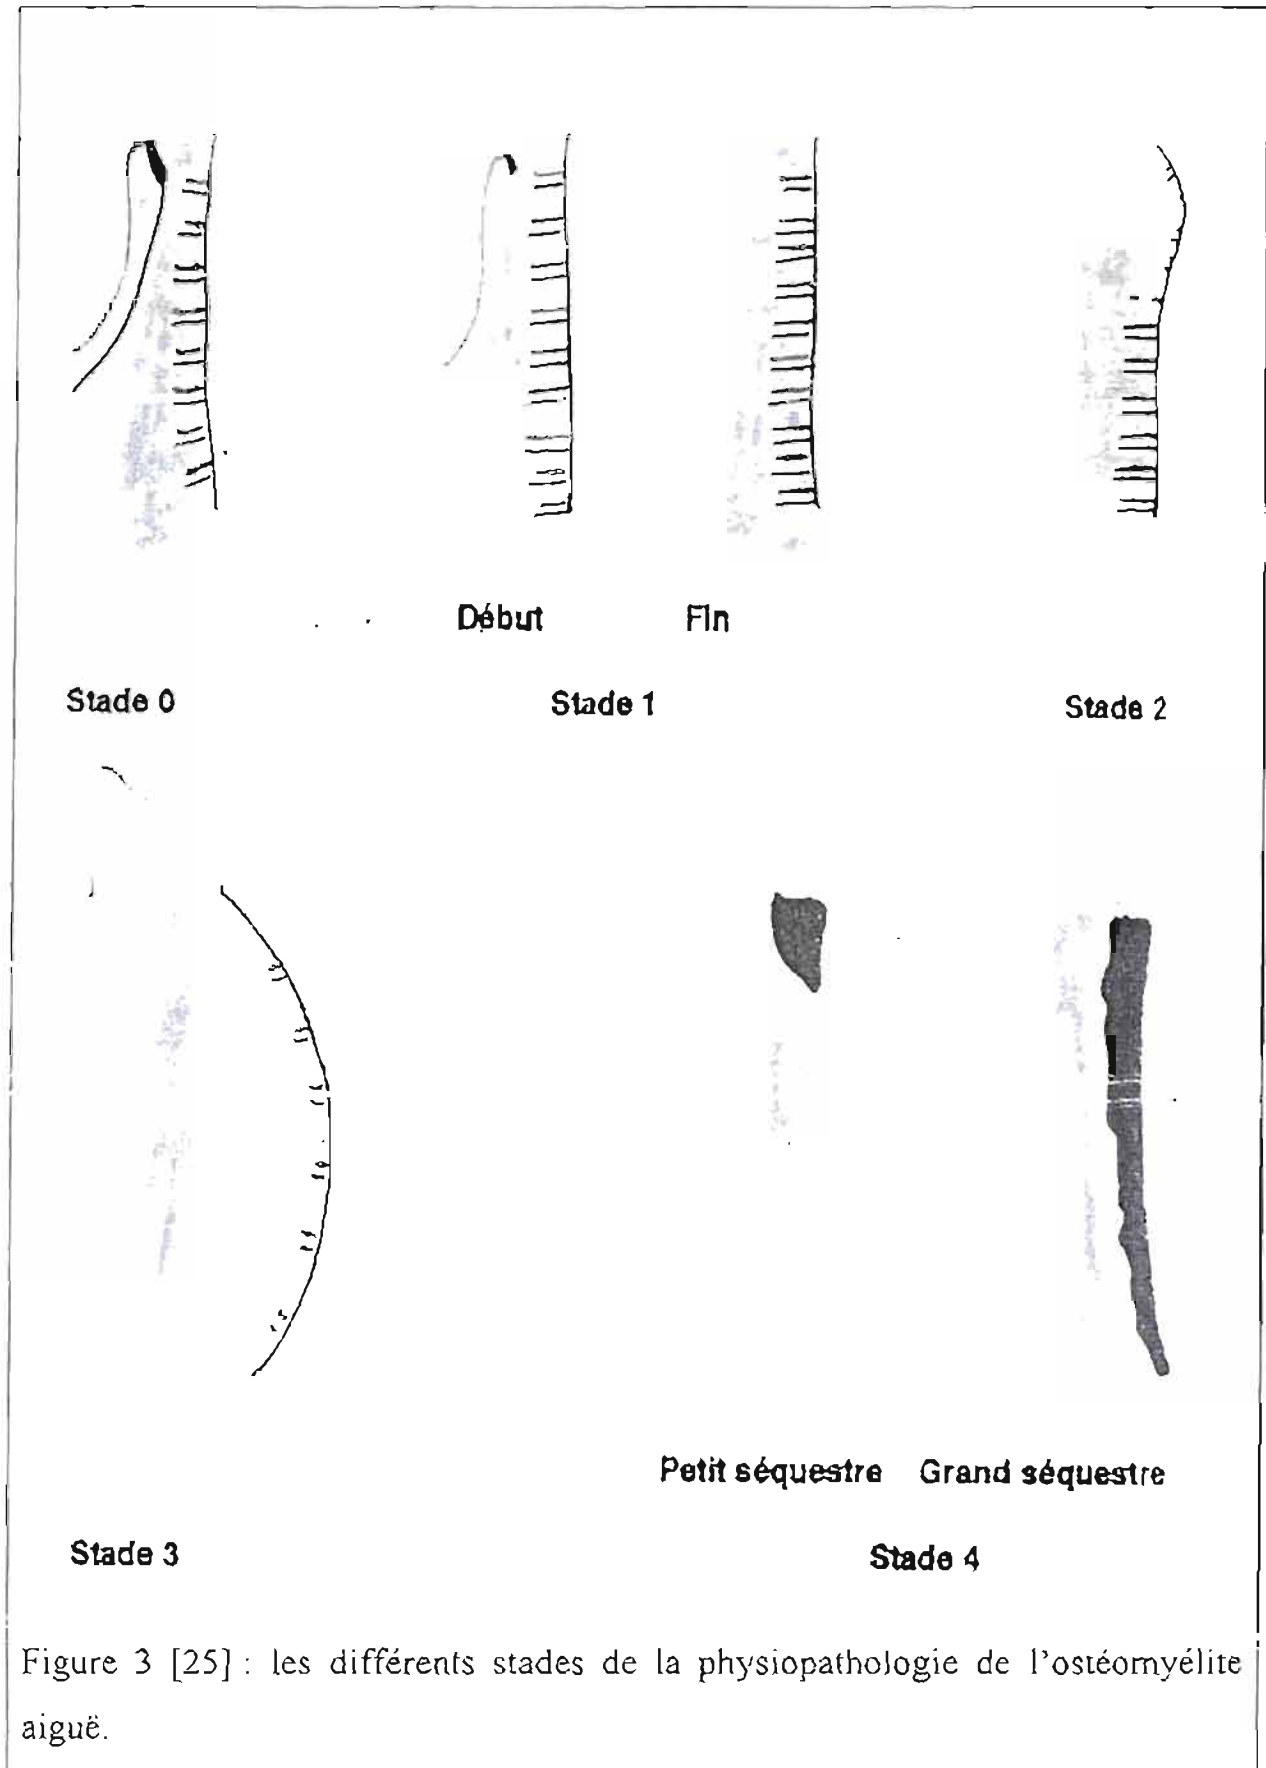 Début Fin
Stade 0 Stade 1 Stade 2
Petit séquestre Grand séquestre
Stade 3 Stade 4
Figure 3 [25] : les différents stades de la physiopathologie de l'ostéomyélite
aiguë.